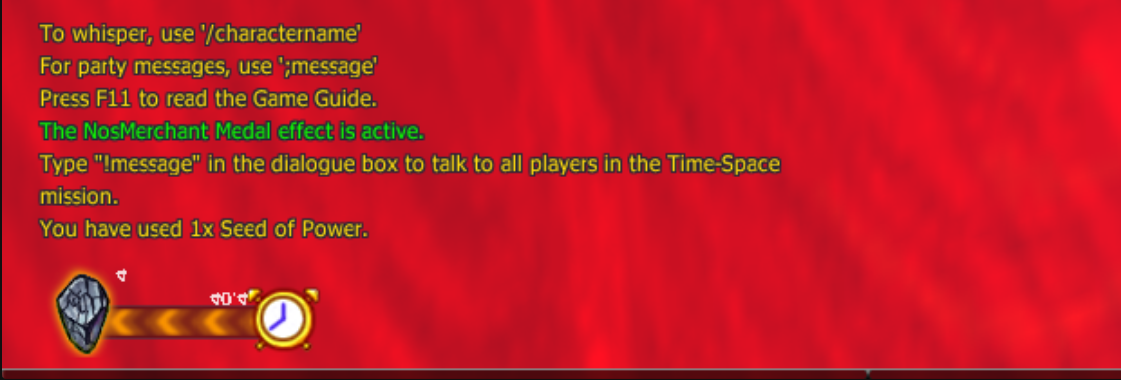 To whisper, use '/charactername'
For party messages, use ';message'
Press F11 to read the Game Guide.
The NosMerchant Medal effect is active.
Type "!message" in the dialogue box to talk to all players in the Time-Space
mission.
You have used 1x Seed of Power.